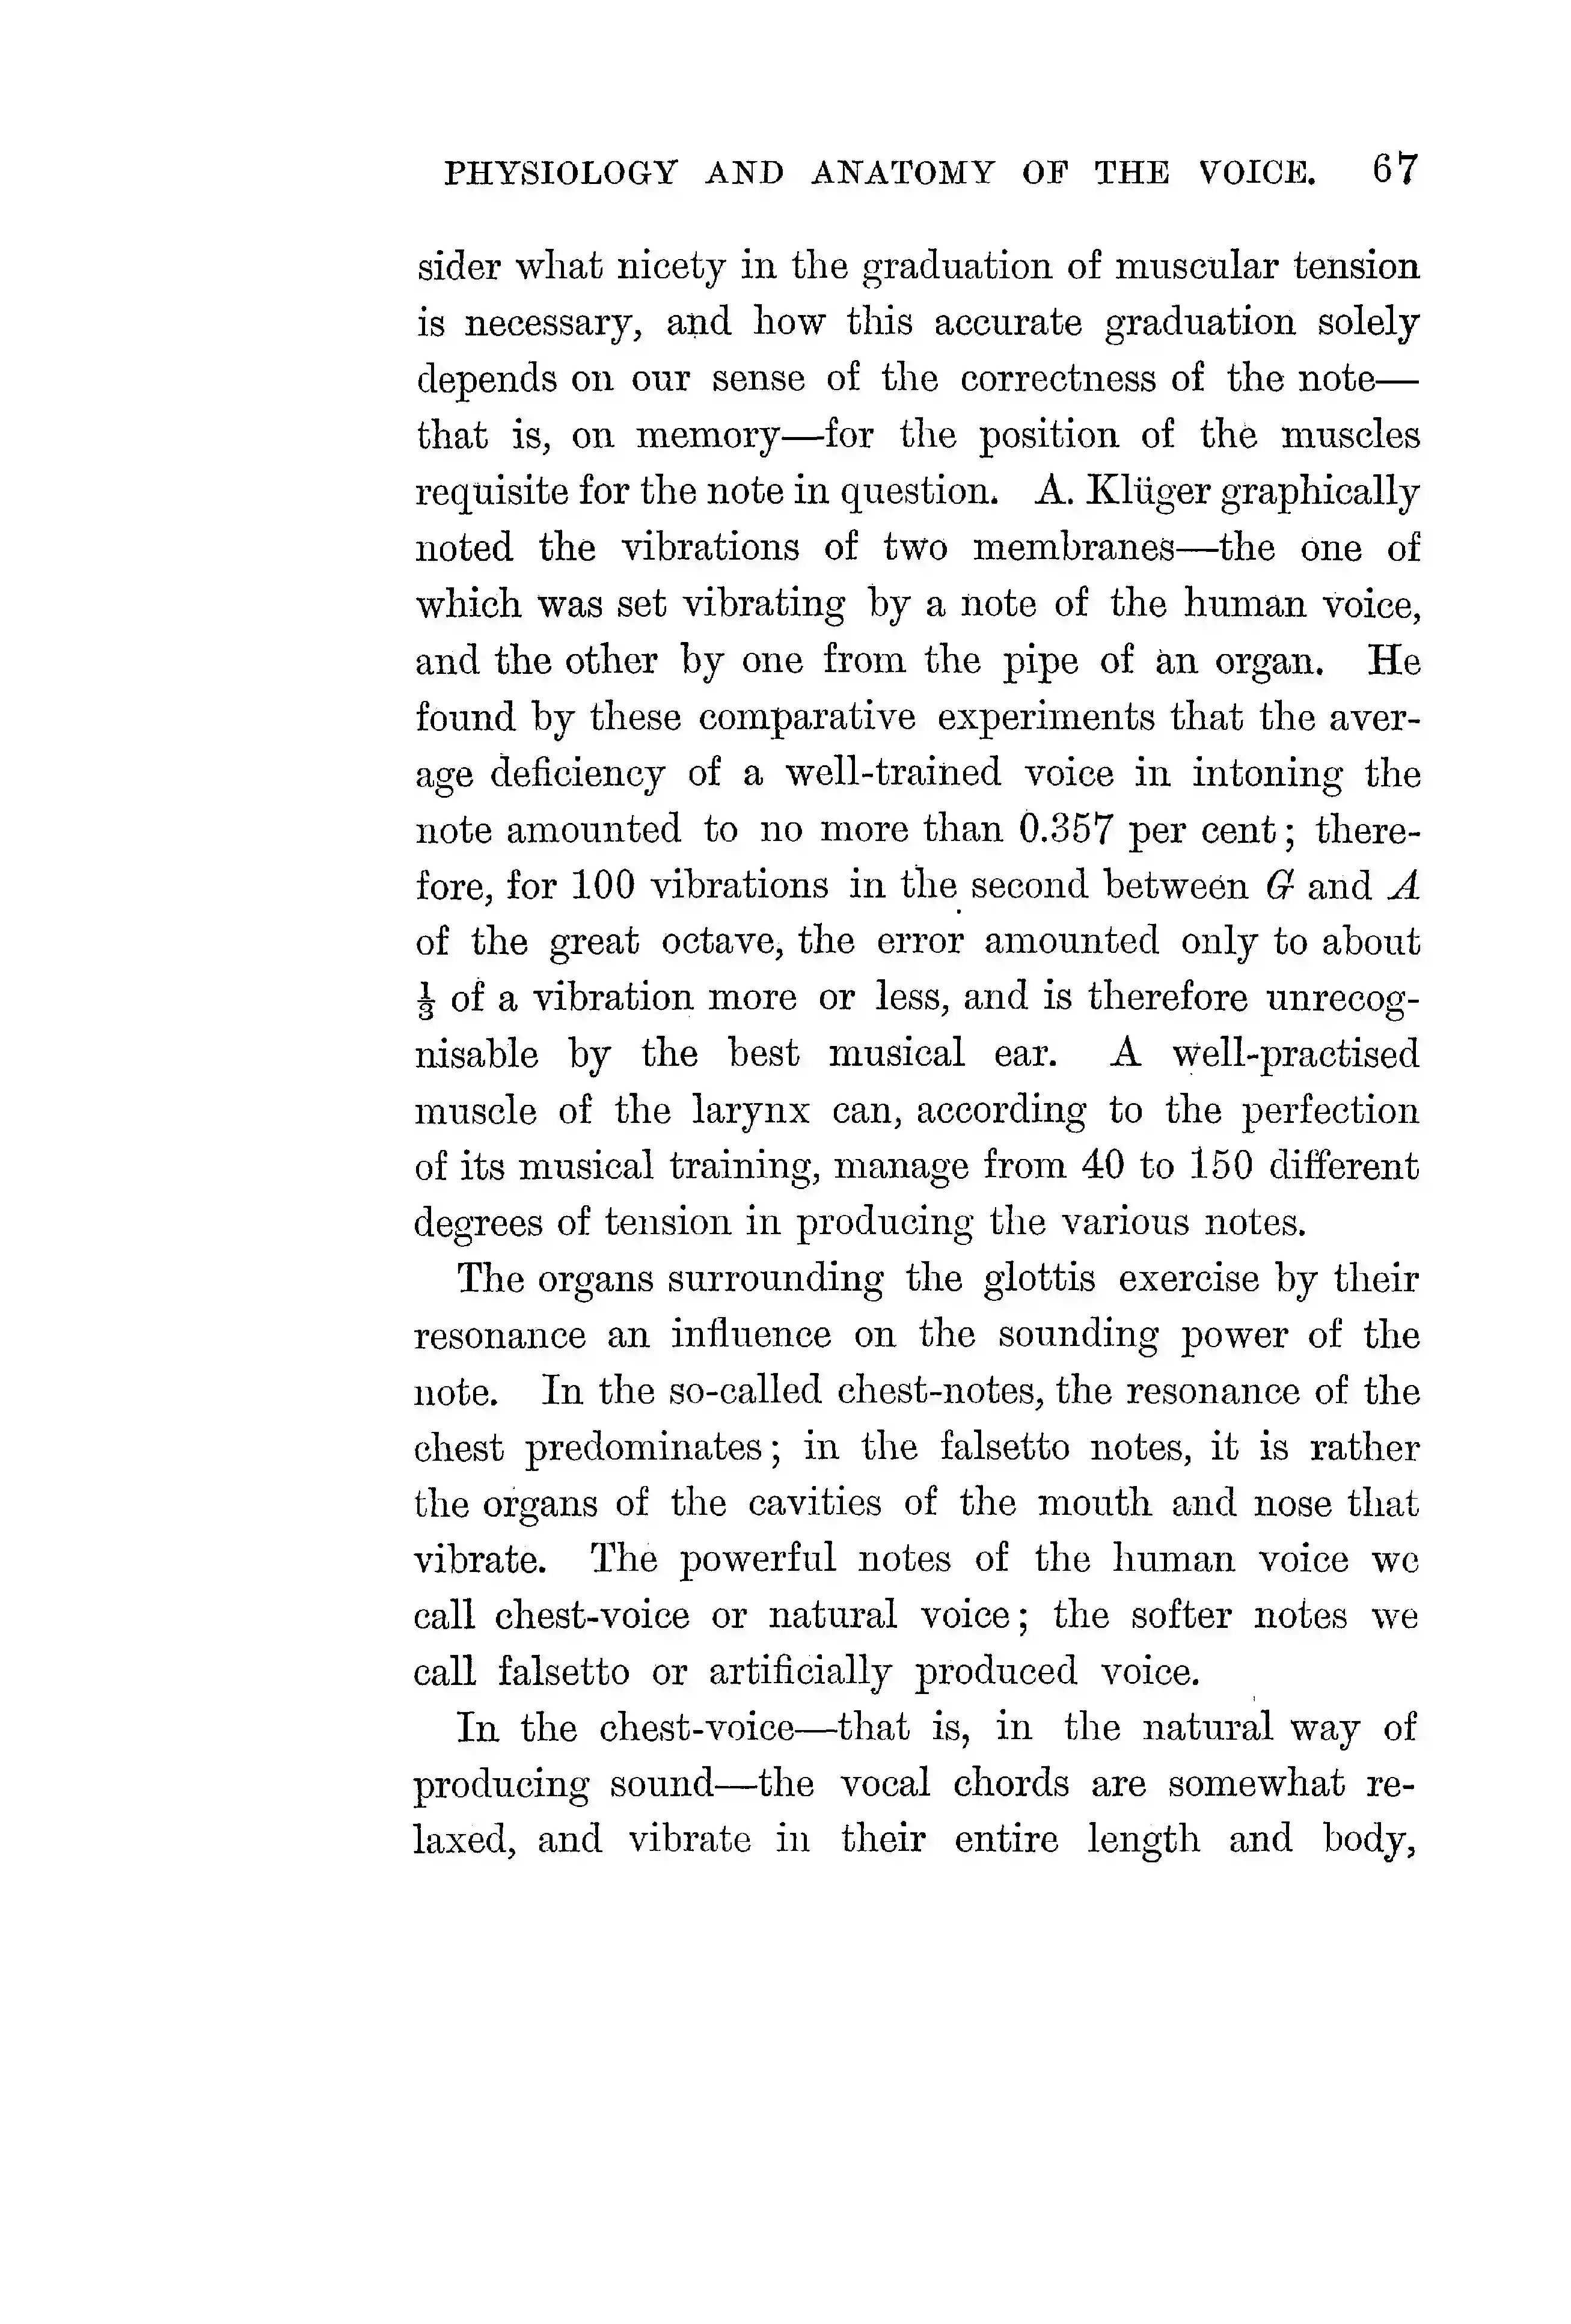 PHYSIOLOGY AND ANATOMY OF THE VOICE. 67
sider what nicety in the graduation of muscular tension
is necessary, and how this accurate graduation solely
depends on our sense of the correctness of the note—
that is, on memory—for the position of the muscles
requisite for the note in question. A. Klüger graphically
noted the vibrations of two membranes—the one of
which was set vibrating by a note of the human voice,
and the other by one from the pipe of an organ. He
found by these comparative experiments that the aver-
age deficiency of a well-trained voice in intoning the
note amounted to no more than 0.357 per cent; there-
fore, for 100 vibrations in the second between G and A
of the great octave, the error amounted only to about
⅓ of a vibration more or less, and is therefore unrecog-
nisable by the best musical ear. A well-practised
muscle of the larynx can, according to the perfection
of its musical training, manage from 40 to 150 different
degrees of tension in producing the various notes.
The organs surrounding the glottis exercise by their
resonance an influence on the sounding power of the
note. In the so-called chest-notes, the resonance of the
chest predominates; in the falsetto notes, it is rather
the organs of the cavities of the mouth and nose that
vibrate. The powerful notes of the human voice we
call chest-voice or natural voice; the softer notes we
call falsetto or artificially produced voice.
In the chest-voice—that is, in the natural way of
producing sound—the vocal chords are somewhat re-
laxed, and vibrate in their entire length and body,